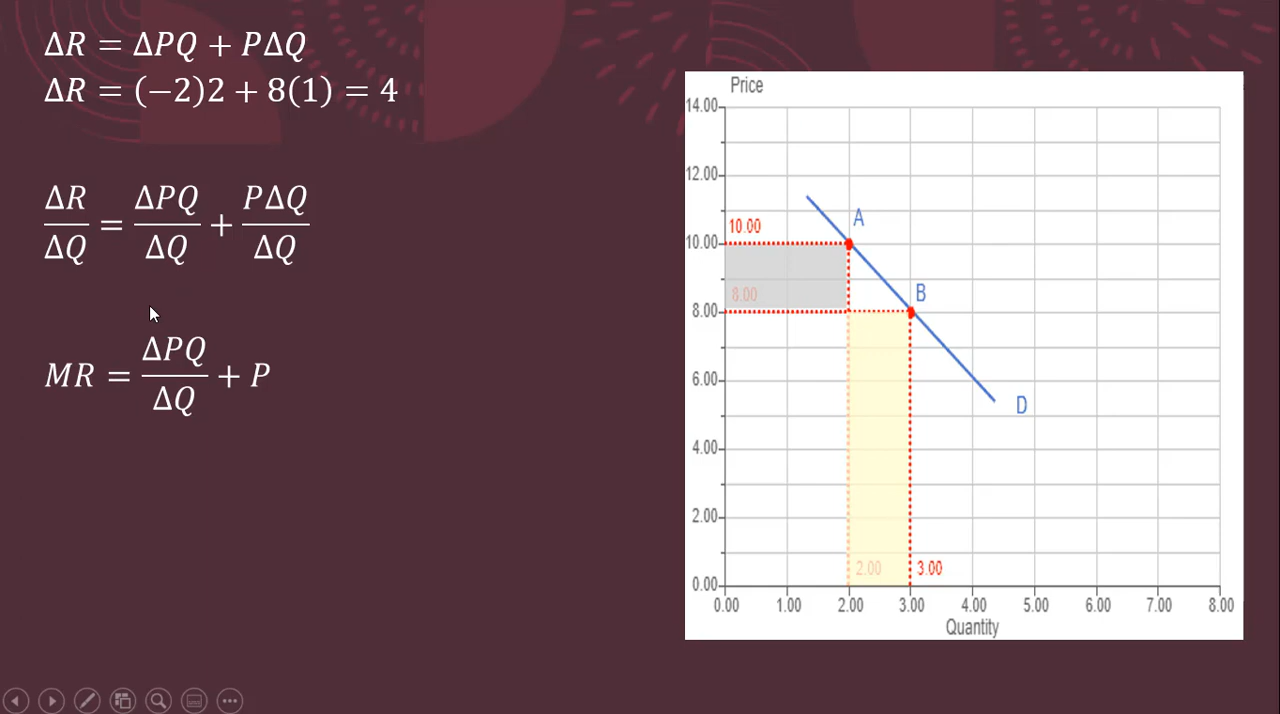 ΔR = ΔPQ + PΔQ
ΔR = (−2)2 + 8(1) = 4
ΔR/ΔQ = ΔPQ/ΔQ + PΔQ/ΔQ
MR = ΔPQ/ΔQ + P
Price
14.00
12.00
10.00
8.00
6.00
4.00
2.00
0.00
10.00
8.00
A
B
D
2.00
3.00
0.00 1.00 2.00 3.00 4.00 5.00 6.00 7.00 8.00
Quantity